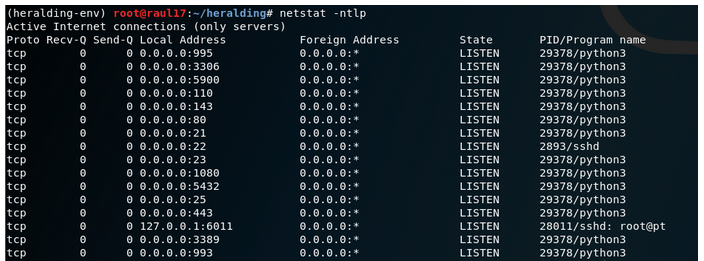 (heralding-env) root@raul17:~/heralding# netstat -ntlp
Active Internet connections (only servers)
Proto Recv-Q Send-Q Local Address           Foreign Address         State       PID/Program name
tcp        0      0 0.0.0.0:995             0.0.0.0:*               LISTEN      29378/python3
tcp        0      0 0.0.0.0:3306            0.0.0.0:*               LISTEN      29378/python3
tcp        0      0 0.0.0.0:5900            0.0.0.0:*               LISTEN      29378/python3
tcp        0      0 0.0.0.0:110             0.0.0.0:*               LISTEN      29378/python3
tcp        0      0 0.0.0.0:143             0.0.0.0:*               LISTEN      29378/python3
tcp        0      0 0.0.0.0:80              0.0.0.0:*               LISTEN      29378/python3
tcp        0      0 0.0.0.0:21              0.0.0.0:*               LISTEN      29378/python3
tcp        0      0 0.0.0.0:22              0.0.0.0:*               LISTEN      2893/sshd
tcp        0      0 0.0.0.0:23              0.0.0.0:*               LISTEN      29378/python3
tcp        0      0 0.0.0.0:1080            0.0.0.0:*               LISTEN      29378/python3
tcp        0      0 0.0.0.0:5432            0.0.0.0:*               LISTEN      29378/python3
tcp        0      0 0.0.0.0:25              0.0.0.0:*               LISTEN      29378/python3
tcp        0      0 0.0.0.0:443             0.0.0.0:*               LISTEN      29378/python3
tcp        0      0 127.0.0.1:6011          0.0.0.0:*               LISTEN      28011/sshd: root@pt
tcp        0      0 0.0.0.0:3389            0.0.0.0:*               LISTEN      29378/python3
tcp        0      0 0.0.0.0:993             0.0.0.0:*               LISTEN      29378/python3